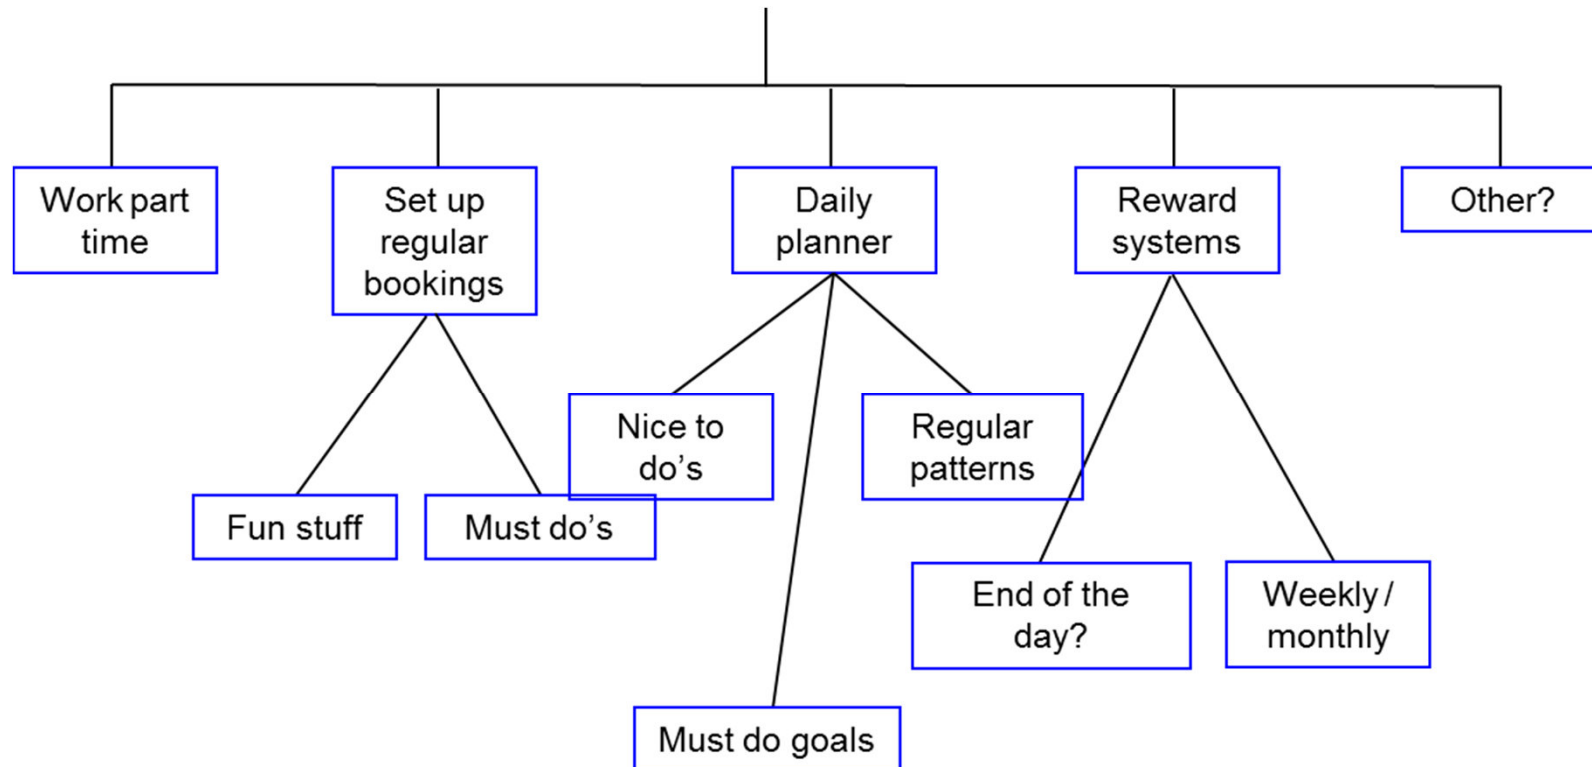 Work part
time
Set up
regular
bookings
Daily
planner
Reward
systems
Other?
Nice to
do’s
Regular
patterns
Fun stuff
Must do’s
End of the
day?
Weekly /
monthly
Must do goals